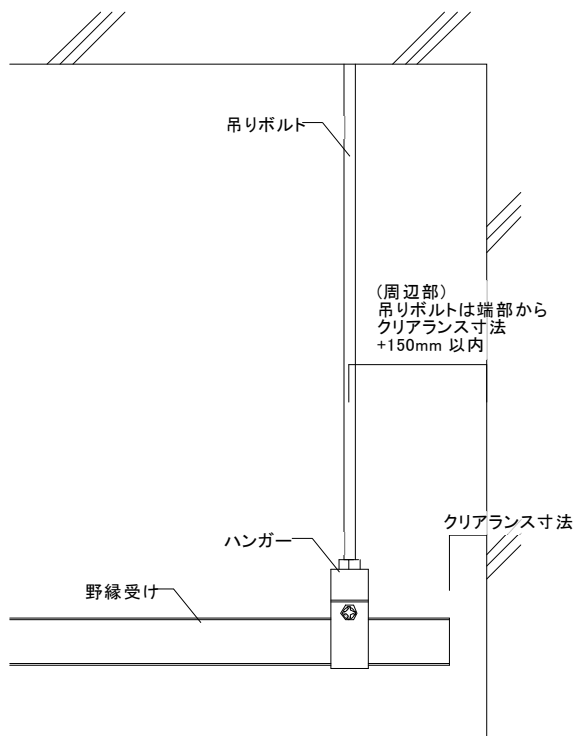 吊りボルト
(周辺部)
吊りボルトは端部から
クリアランス寸法
+150mm 以内
クリアランス寸法
ハンガー
野縁受け